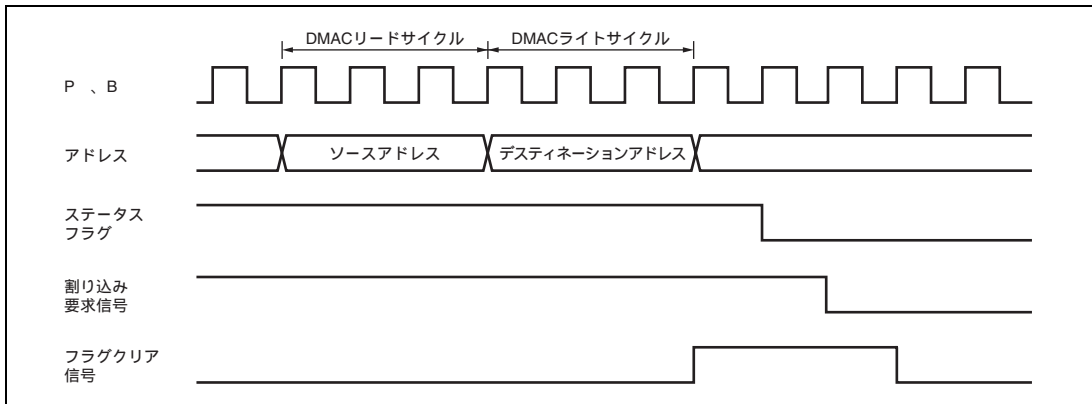 DMACリードサイクル DMACライトサイクル
P 、B
アドレス ソースアドレス デスティネーションアドレス
ステータス
フラグ
割り込み
要求信号
フラグクリア
信号